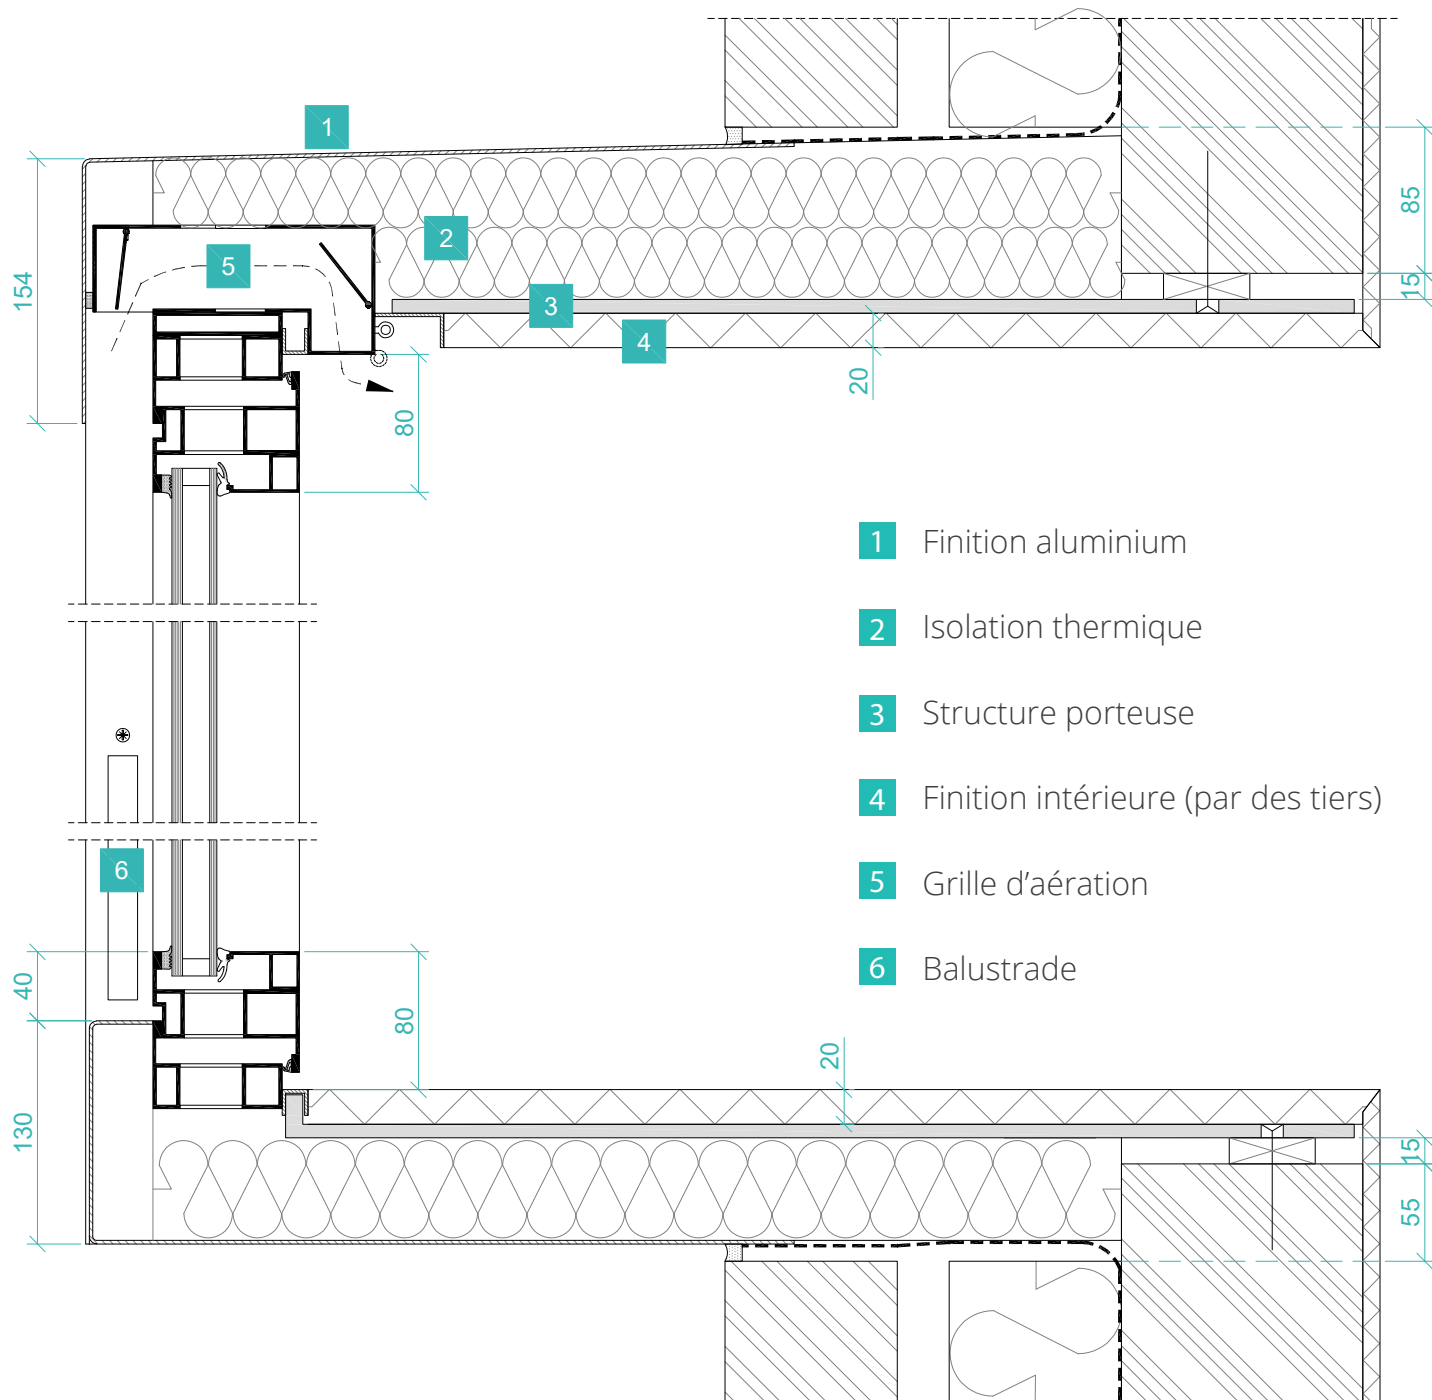 1
85
2
5
154
15
3
4
20
80
1 Finition aluminium
2 Isolation thermique
3 Structure porteuse
4 Finition intérieure (par des tiers)
5 Grille d’aération
6 Balustrade
6
40
80
20
130
15
55